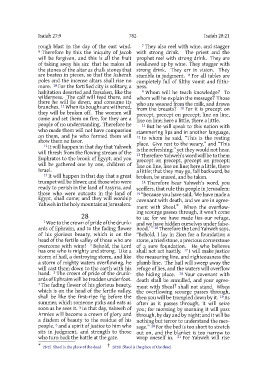 Isaiah 27:9
782
Isaiah 28:21
rough blast in the day of the east wind.
9 Therefore by this the iniquity of Jacob
will be forgiven, and this is all the fruit
of taking away his sin: that he makes all
the stones of the altar as chalk stones that
are beaten in pieces, so that the Asherah
poles and the incense altars shall rise no
more. 10 For the fortified city is solitary, a
habitation deserted and forsaken, like the
wilderness. The calf will feed there, and
there he will lie down, and consume its
branches. 11 When its boughs are withered,
they will be broken off. The women will
come and set them on fire, for they are a
people of no understanding. Therefore he
who made them will not have compassion
on them, and he who formed them will
show them no favor.
12 It will happen in that day that Yahweh
will thresh from the flowing stream of the
Euphrates to the brook of Egypt; and you
will be gathered one by one, children of
Israel.
13 It will happen in that day that a great
trumpet will be blown; and those who were
ready to perish in the land of Assyria, and
those who were outcasts in the land of
Egypt, shall come; and they will worship
Yahweh in the holy mountain at Jerusalem.
28
1 Woe to the crown of pride of the drunk-
ards of Ephraim, and to the fading flower
of his glorious beauty, which is on the
head of the fertile valley of those who are
overcome with wine! 2 Behold, the Lord
has one who is mighty and strong. Like a
storm of hail, a destroying storm, and like
a storm of mighty waters overflowing, he
will cast them down to the earth with his
hand. 3 The crown of pride of the drunk-
ards of Ephraim will be trodden under foot.
4 The fading flower of his glorious beauty,
which is on the head of the fertile valley,
shall be like the first-ripe fig before the
summer, which someone picks and eats as
soon as he sees it. 5 In that day, Yahweh of
Armies will become a crown of glory and
a diadem of beauty to the residue of his
people, 6 and a spirit of justice to him who
sits in judgment, and strength to those
who turn back the battle at the gate.
7 They also reel with wine, and stagger
with strong drink. The priest and the
prophet reel with strong drink. They are
swallowed up by wine. They stagger with
strong drink. They err in vision. They
stumble in judgment. 8 For all tables are
completely full of filthy vomit and filthi-
ness.
9 Whom will he teach knowledge? To
whom will he explain the message? Those
who are weaned from the milk, and drawn
from the breasts? 10 For it is precept on
precept, precept on precept; line on line,
line on line; here a little, there a little.
11 But he will speak to this nation with
stammering lips and in another language,
12 to whom he said, "This is the resting
place. Give rest to the weary," and "This
is the refreshing;" yet they would not hear.
13 Therefore Yahweh's word will be to them
precept on precept, precept on precept;
line on line, line on line; here a little, there
a little; that they may go, fall backward, be
broken, be snared, and be taken.
14 Therefore hear Yahweh's word, you
scoffers, that rule this people in Jerusalem:
15 "Because you have said, 'We have made a
covenant with death, and we are in agree-
ment with Sheol. When the overflow-
ing scourge passes through, it won't come
to us; for we have made lies our refuge,
and we have hidden ourselves under false-
hood.'" 16 Therefore the Lord Yahweh says,
"Behold, I lay in Zion for a foundation a
stone, a tried stone, a precious cornerstone
of a sure foundation. He who believes
shall not act hastily. 17 I will make justice
the measuring line, and righteousness the
plumb line. The hail will sweep away the
refuge of lies, and the waters will overflow
the hiding place. 18 Your covenant with
death shall be annulled, and your agree-
ment with Sheol shall not stand. When
the overflowing scourge passes through,
then you will be trampled down by it. 19 As
often as it passes through, it will seize
you; for morning by morning it will pass
through, by day and by night; and it will be
nothing but terror to understand the mes-
sage." 20 For the bed is too short to stretch
out on, and the blanket is too narrow to
wrap oneself in. 21 For Yahweh will rise